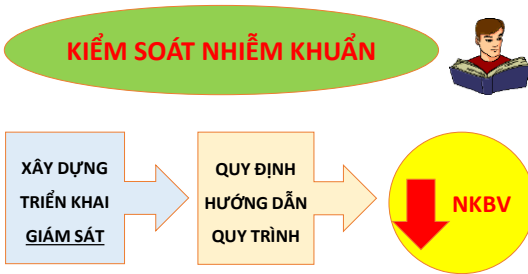 KIỂM SOÁT NHIỄM KHUẨN
XÂY DỰNG
TRIỂN KHAI
GIÁM SÁT
QUY ĐỊNH
HƯỚNG DẪN
QUY TRÌNH
NKBV